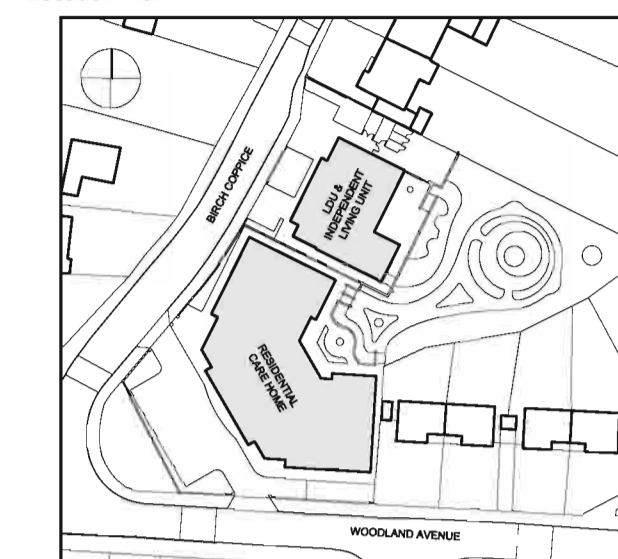 BIRCH COPPICE
LDU &
INDEPENDENT
LIVING UNIT
RESIDENTIAL
CARE HOME
WOODLAND AVENUE